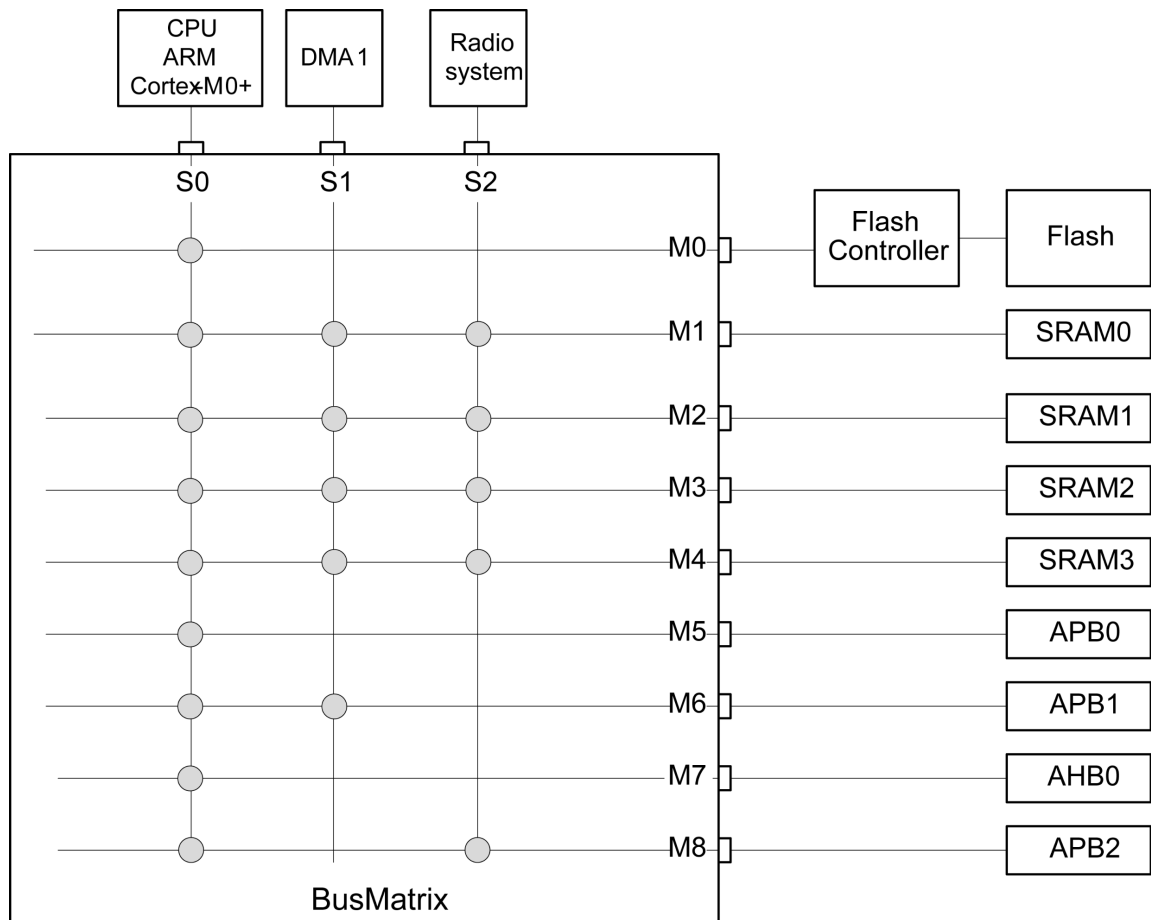 CPU
ARM
Cortex-M0+
DMA1
Radio
system
S0
S1
S2
M0
Flash
Controller
Flash
M1
SRAM0
M2
SRAM1
M3
SRAM2
M4
SRAM3
M5
APB0
M6
APB1
M7
AHB0
M8
APB2
BusMatrix